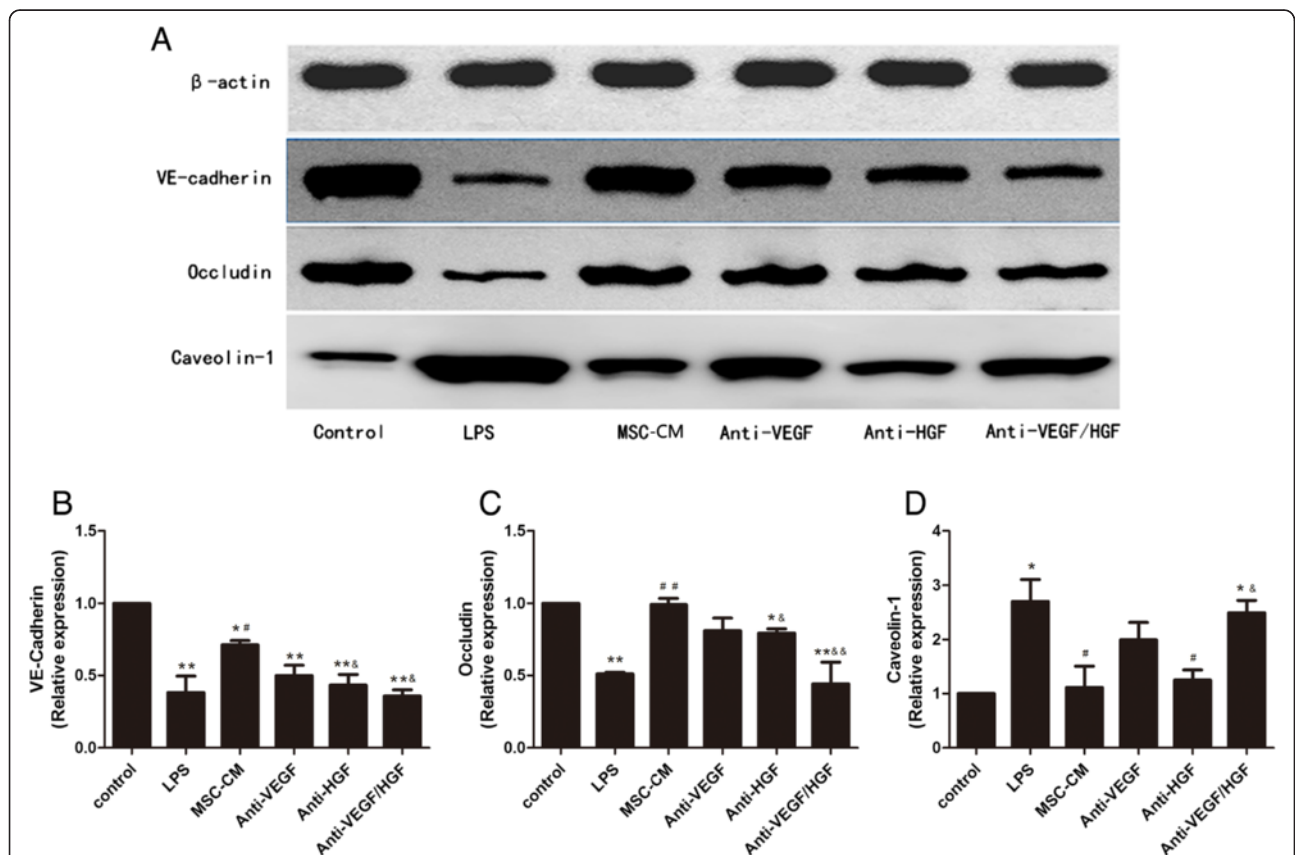 A
β-actin
VE-cadherin
Occludin
Caveolin-1
Control LPS MSC-CM Anti-VEGF Anti-HGF Anti-VEGF/HGF
B
VE-Cadherin
(Relative expression)
1.5
1.0
0.5
0.0
**
* #
**
**&
**&
control
LPS
MSC-CM
Anti-VEGF
Anti-HGF
Anti-VEGF/HGF
C
Occludin
(Relative expression)
1.5
1.0
0.5
0.0
**
# #
*&
**&&
control
LPS
MSC-CM
Anti-VEGF
Anti-HGF
Anti-VEGF/HGF
D
Caveolin-1
(Relative expression)
4
3
2
1
0
*
#
#
* &
control
LPS
MSC-CM
Anti-VEGF
Anti-HGF
Anti-VEGF/HGF